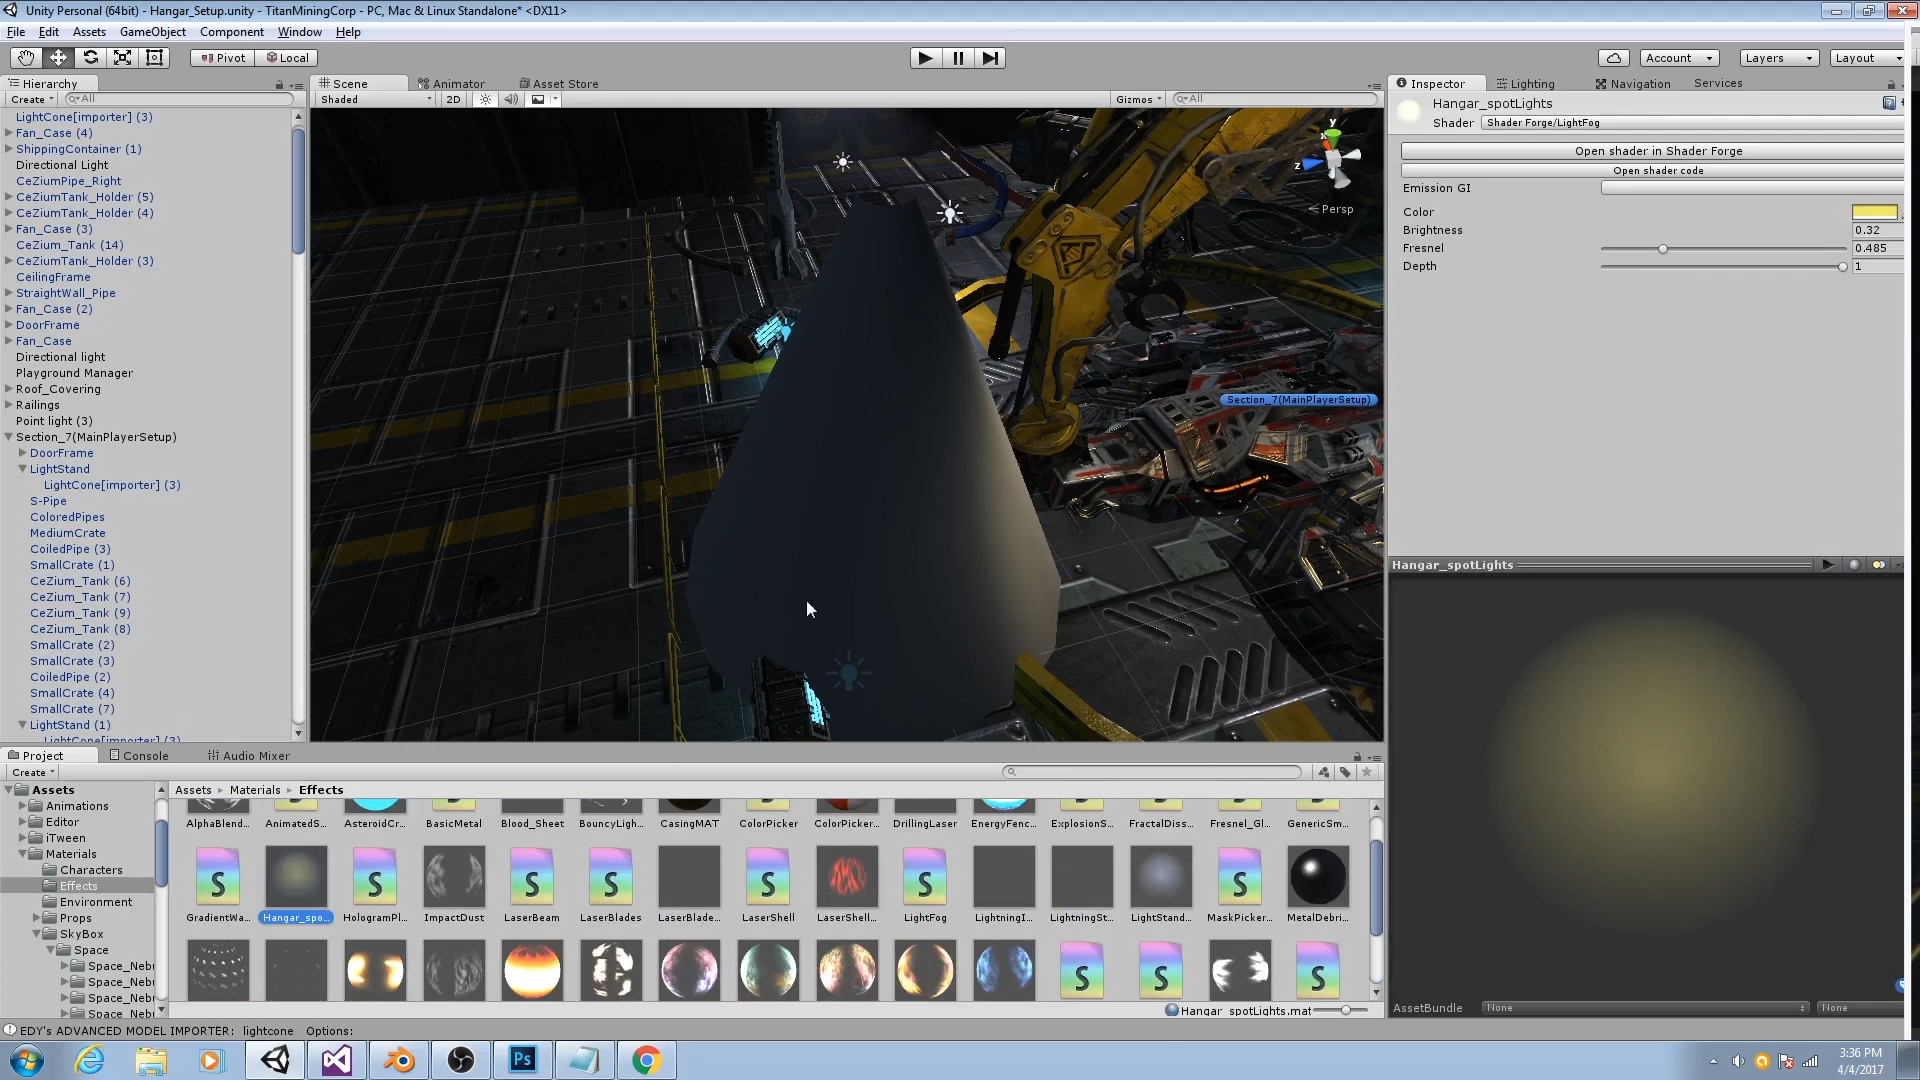 Unity Personal (64bit) - Hangar_Setup.unity - TitanMiningCorp - PC, Mac & Linux Standalone* <DX11>
File Edit Assets GameObject Component Window Help
Pivot Local Account Layers Layout
Hierarchy
Create All
LightCone[importer] (3)
Fan_Case (4)
ShippingContainer (1)
Directional Light
CeZiumPipe_Right
CeZiumTank_Holder (5)
CeZiumTank_Holder (4)
Fan_Case (3)
CeZium_Tank (14)
CeZiumTank_Holder (3)
CeilingFrame
StraightWall_Pipe
Fan_Case (2)
DoorFrame
Fan_Case
Directional light
Playground Manager
Roof_Covering
Railings
Point light (3)
Section_7(MainPlayerSetup)
DoorFrame
LightStand
LightCone[importer] (3)
S-Pipe
ColoredPipes
MediumCrate
CoiledPipe (3)
SmallCrate (1)
CeZium_Tank (6)
CeZium_Tank (7)
CeZium_Tank (9)
CeZium_Tank (8)
SmallCrate (2)
SmallCrate (3)
CoiledPipe (2)
SmallCrate (4)
SmallCrate (7)
LightStand (1)
LightCone[importer] (3)
Scene Animator Asset Store
Shaded 2D Gizmos All
y
x
z
Persp
Section_7(MainPlayerSetup)
Inspector Lighting Navigation Services
Hangar_spotLights
Shader Shader Forge/LightFog
Open shader in Shader Forge
Open shader code
Emission GI
Color
Brightness 0.32
Fresnel 0.485
Depth 1
Hangar_spotLights
AssetBundle None None
Project Console Audio Mixer
Create
Assets
Animations
Editor
iTween
Materials
Characters
Effects
Environment
Props
SkyBox
Space
Space_Nebu
Space_Nebu
Space_Nebu
Space_Nebu
Assets Materials Effects
AlphaBlend... AnimatedS... AsteroidCr... BasicMetal Blood_Sheet BouncyLigh... CasingMAT ColorPicker ColorPicker... DrillingLaser EnergyFenc... ExplosionS... FractalDiss... Fresnel_Gl... GenericSm...
GradientWa... Hangar_spo... HologramPl... ImpactDust LaserBeam LaserBlades LaserBlade... LaserShell LaserShell... LightFog LightningI... LightningSt... LightStand... MaskPicker... MetalDebri...
Hangar_spotLights.mat
EDY's ADVANCED MODEL IMPORTER: lightcone Options:
Ps
3:36 PM
4/4/2017